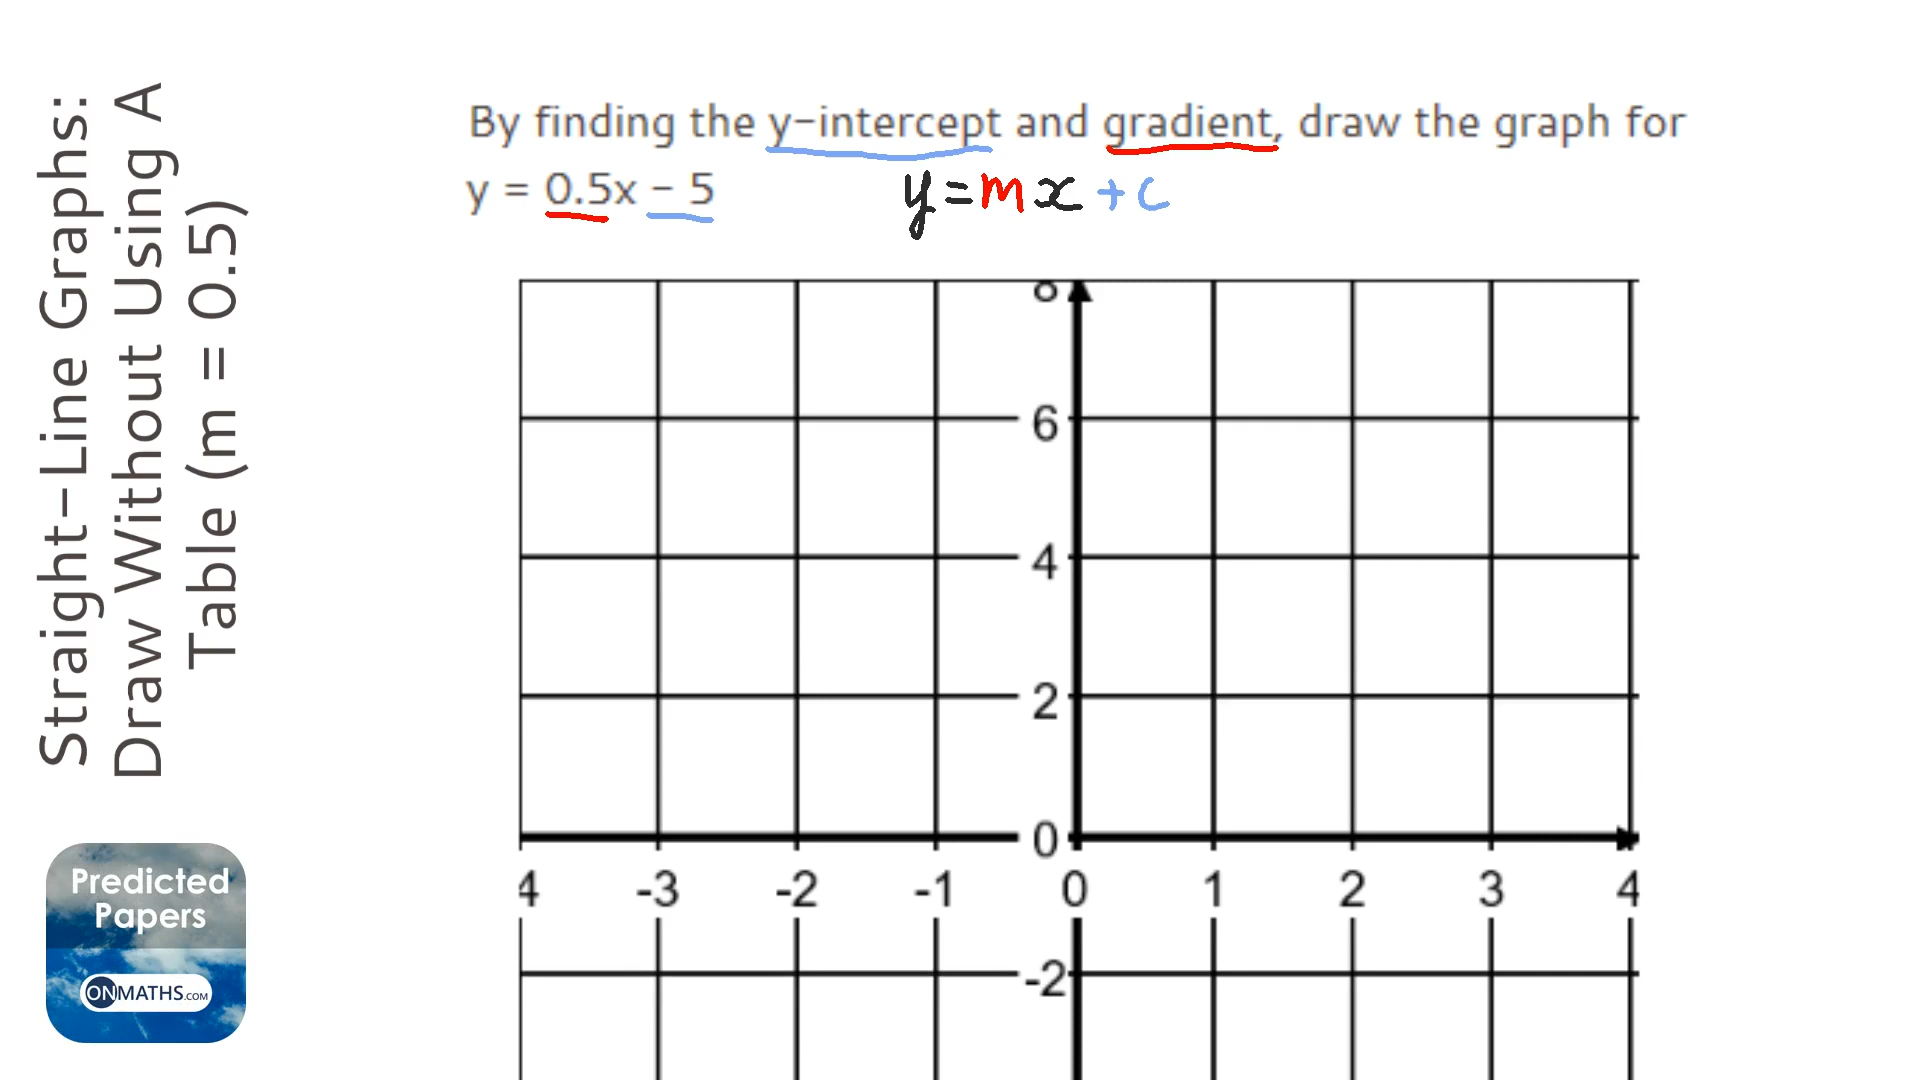 Straight-Line Graphs:
Draw Without Using A
Table (m = 0.5)
By finding the y-intercept and gradient, draw the graph for
y = 0.5x - 5
y = mx + c
8
6
4
2
0
4 -3 -2 -1 0 1 2 3 4
-2
Predicted
Papers
ONMATHS.COM